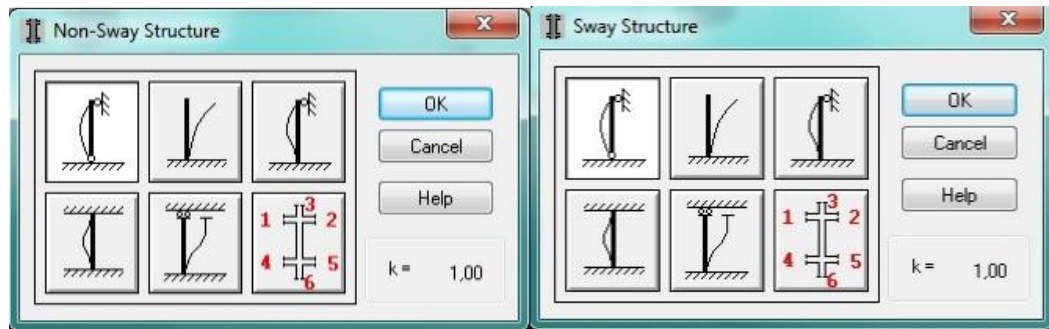 Non-Sway Structure
OK
Cancel
Help
1 3 2
4 5
6
k = 1,00
Sway Structure
OK
Cancel
Help
1 3 2
4 5
6
k = 1,00